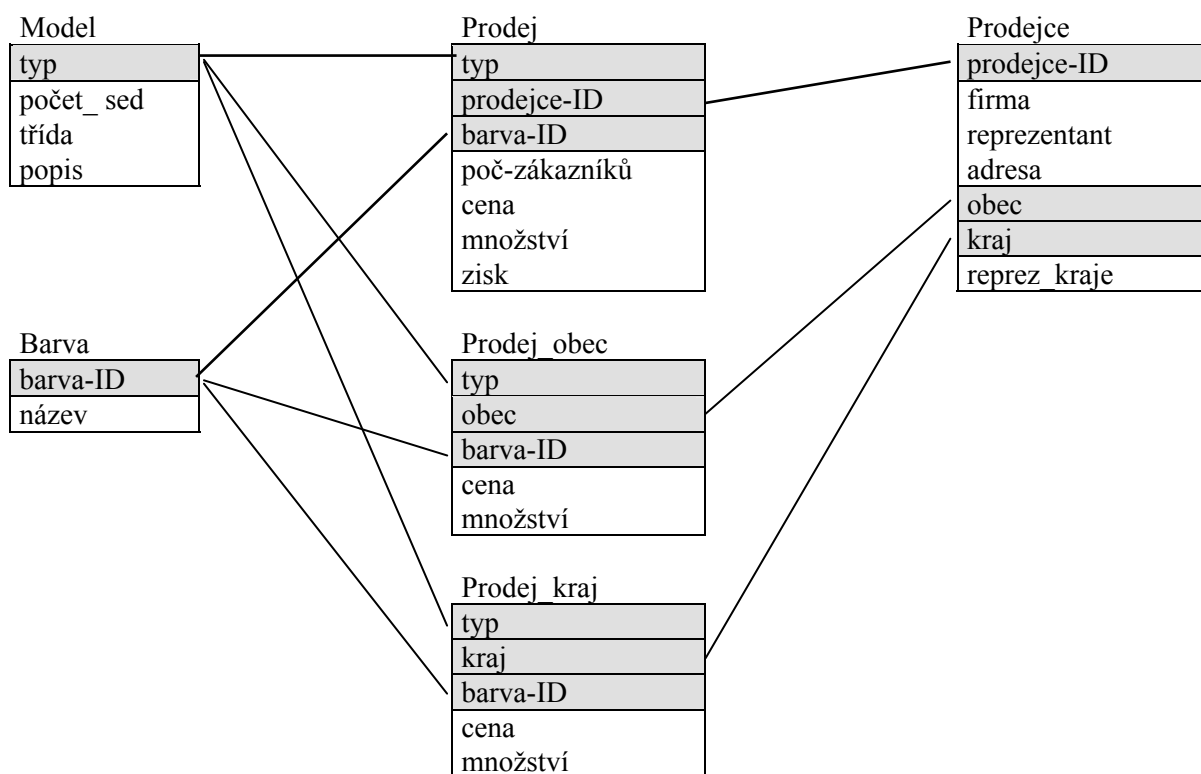 Model
typ
počet_ sed
třída
popis
Prodej
typ
prodejce-ID
barva-ID
poč-zákazníků
cena
množství
zisk
Prodejce
prodejce-ID
firma
reprezentant
adresa
obec
kraj
reprez_kraje
Barva
barva-ID
název
Prodej_obec
typ
obec
barva-ID
cena
množství
Prodej_kraj
typ
kraj
barva-ID
cena
množství